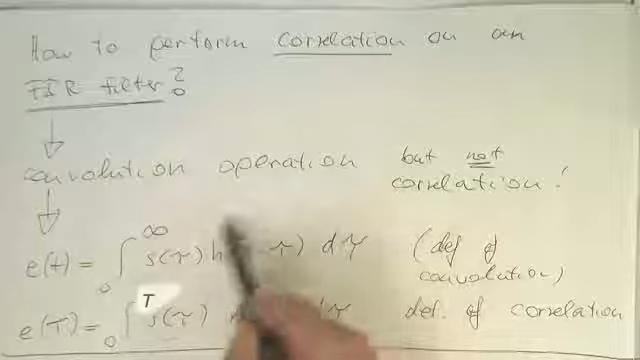 How to perform correlation on an
FIR filter?
convolution operation but not
correlation!
e(t) = ∫₀^∞ s(τ) h τ) dτ (def of
convolution)
e(T) = ∫₀^T s(τ) dτ def. of correlation